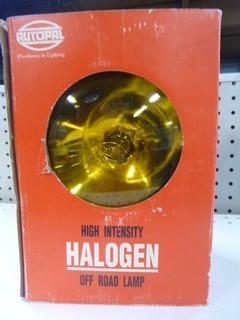 AUTOPAL
Excellence in Lighting
HIGH INTENSITY
HALOGEN
OFF ROAD LAMP